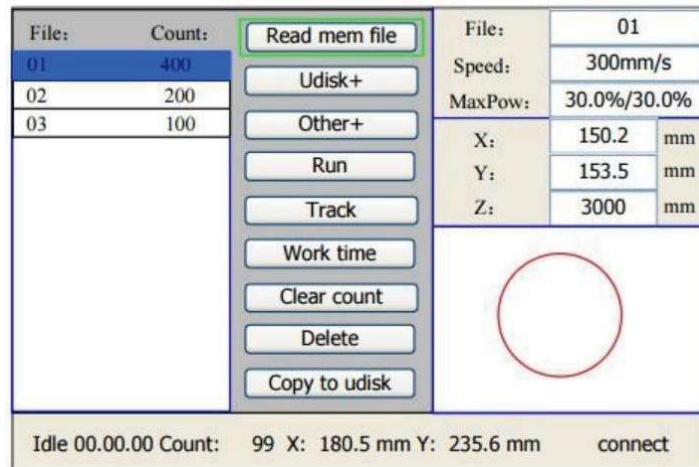 File: Count:
01 400
02 200
03 100
Read mem file
Udisk+
Other+
Run
Track
Work time
Clear count
Delete
Copy to udisk
File: 01
Speed: 300mm/s
MaxPow: 30.0%/30.0%
X: 150.2 mm
Y: 153.5 mm
Z: 3000 mm
Idle 00.00.00 Count: 99 X: 180.5 mm Y: 235.6 mm connect